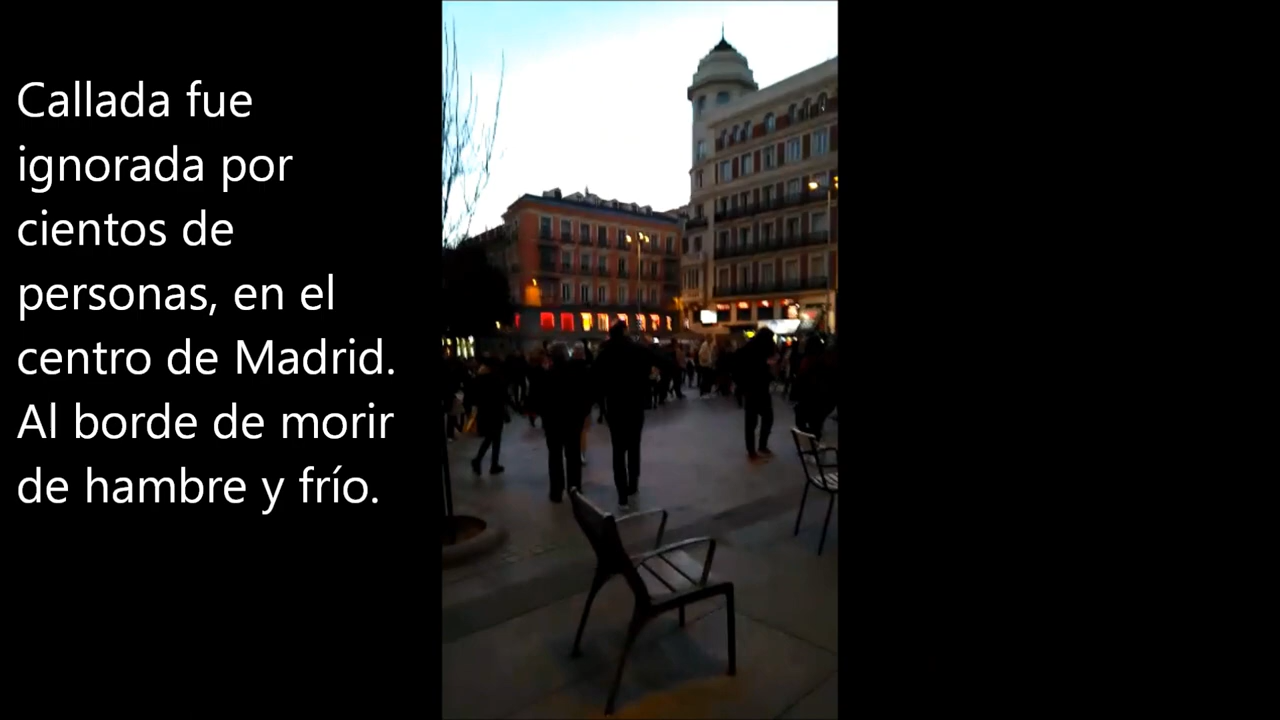 Callada fue
ignorada por
cientos de
personas, en el
centro de Madrid.
Al borde de morir
de hambre y frío.